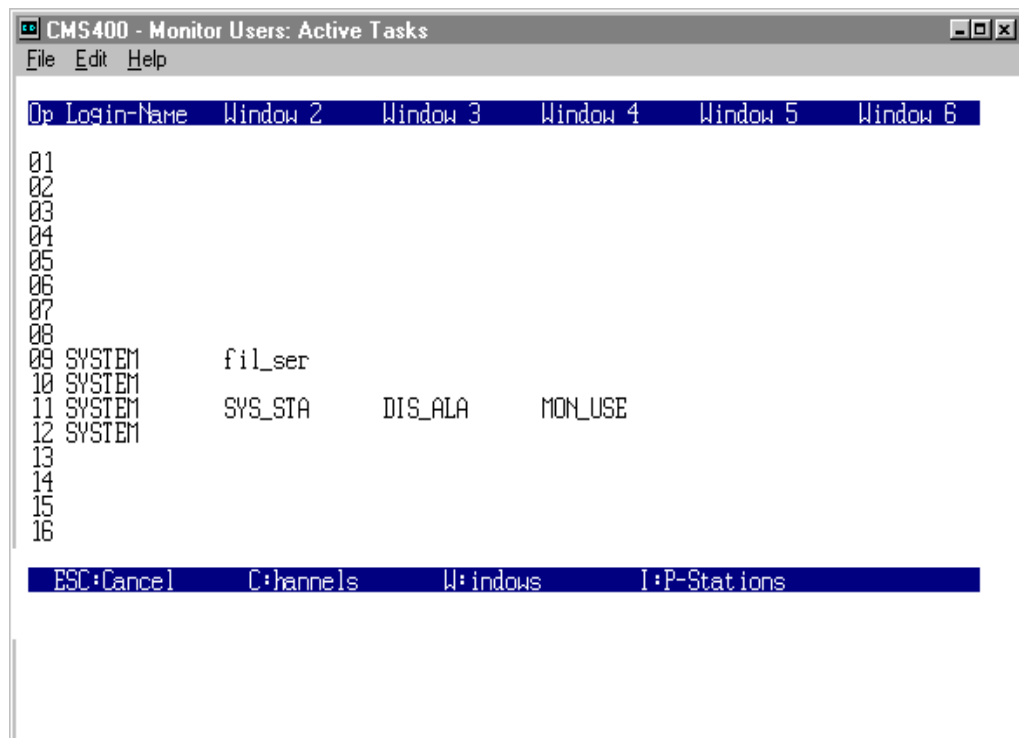 CMS400 - Monitor Users: Active Tasks
File Edit Help
Op Login-Name Window 2 Window 3 Window 4 Window 5 Window 6
01
02
03
04
05
06
07
08
09 SYSTEM fil_ser
10 SYSTEM
11 SYSTEM SYS_STA DIS_ALA MON_USE
12 SYSTEM
13
14
15
16
ESC:Cancel C:hannels W:indows I:P-Stations